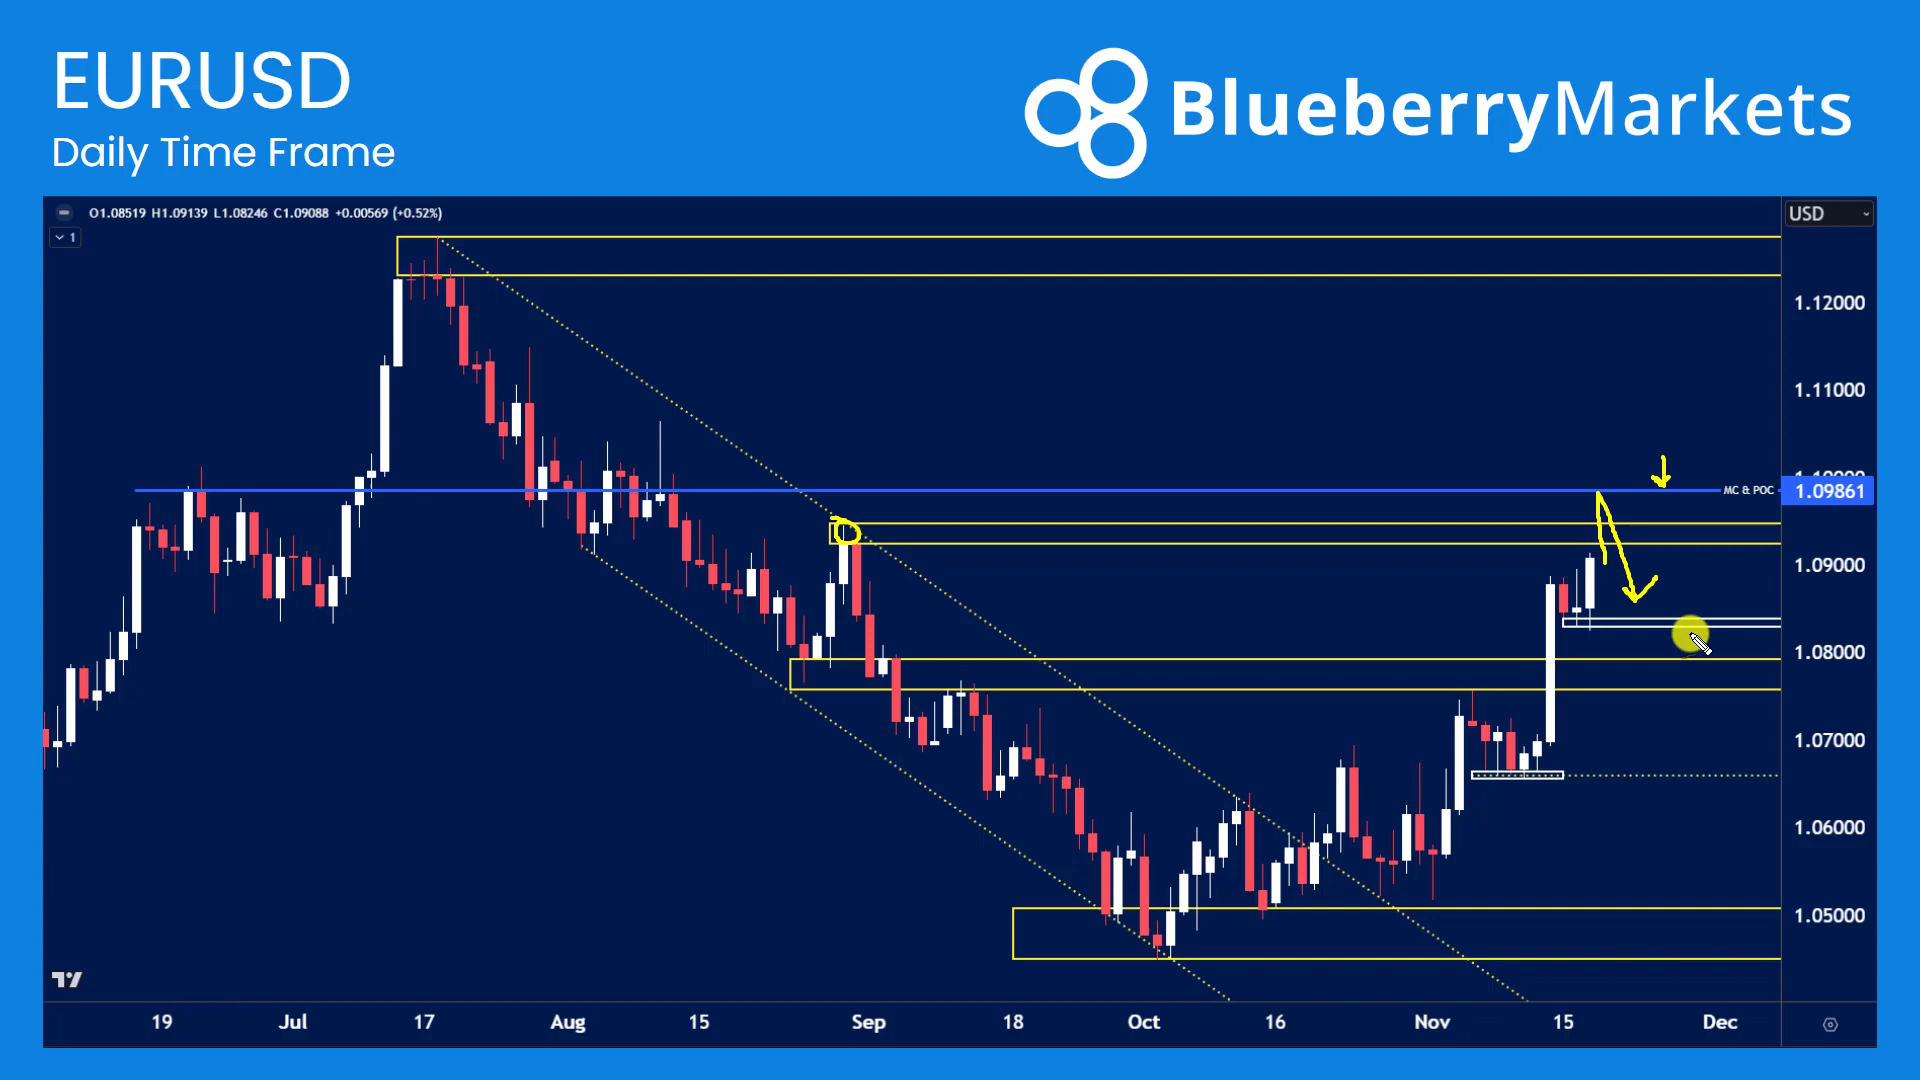 EURUSD
Daily Time Frame
BlueberryMarkets
O1.08519 H1.09139 L1.08246 C1.09088 +0.00569 (+0.52%)
USD
1
1.12000
1.11000
MC & POC
1.09861
1.09000
1.08000
1.07000
1.06000
1.05000
19 Jul 17 Aug 15 Sep 18 Oct 16 Nov 15 Dec